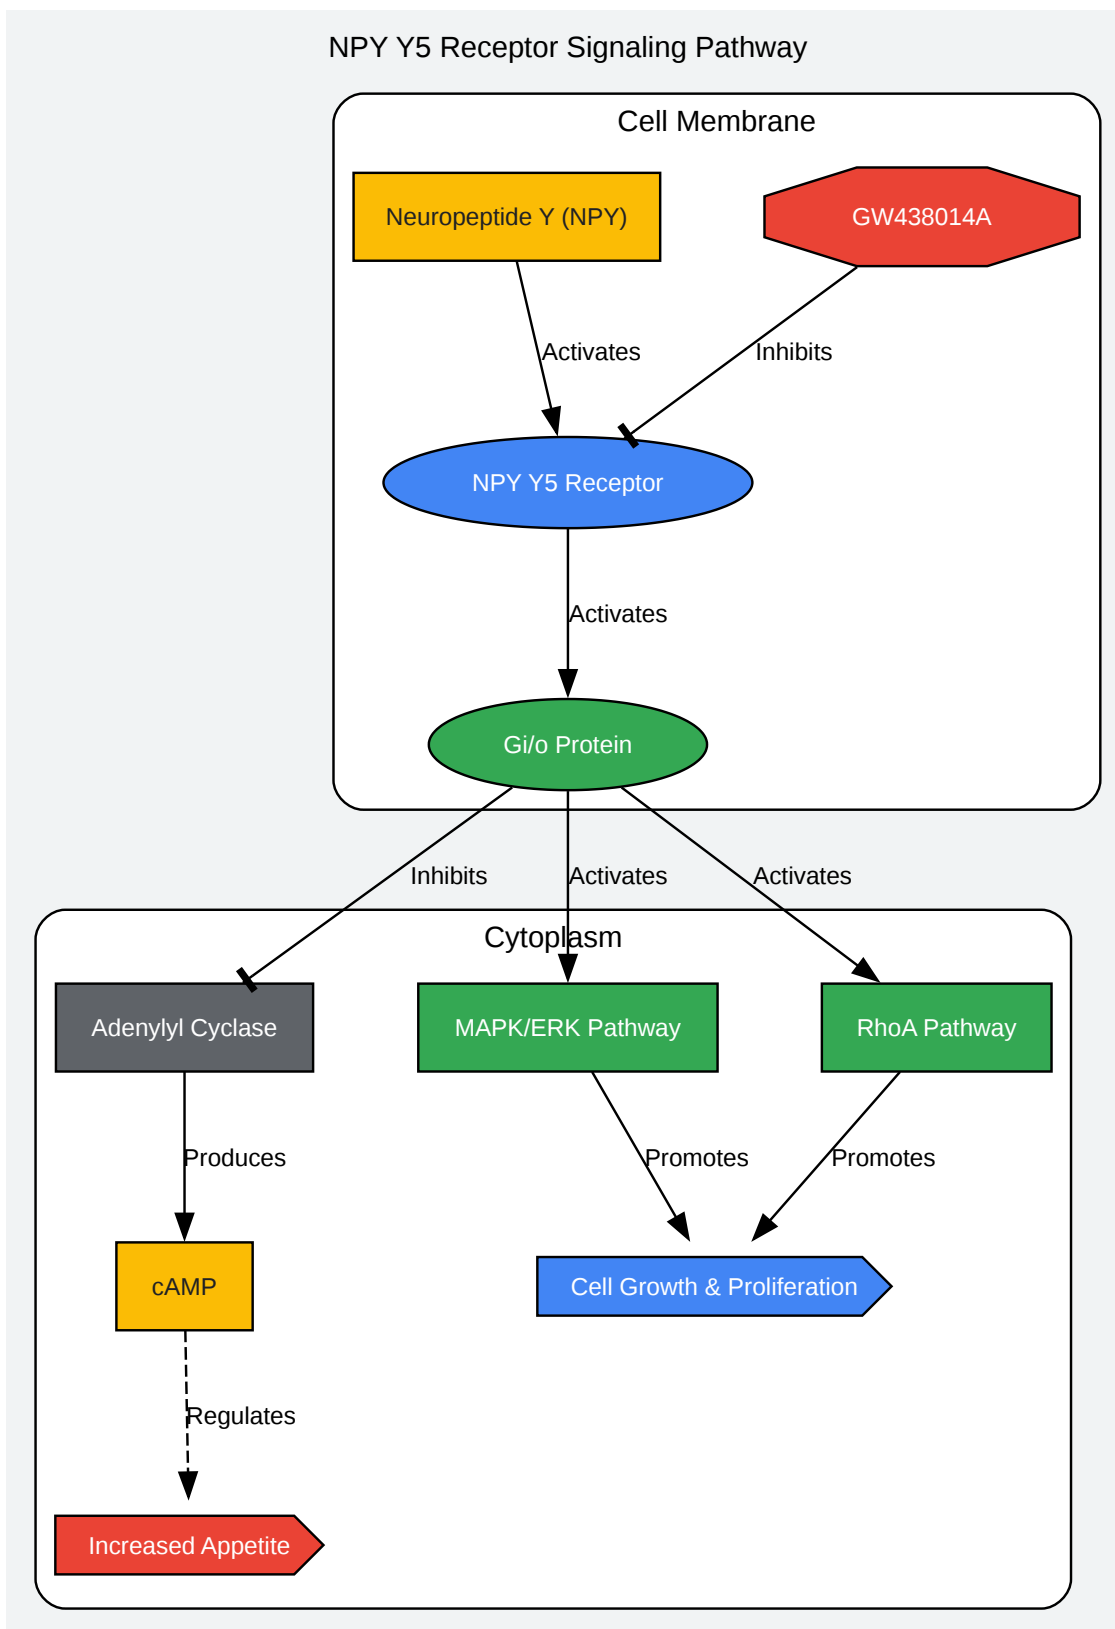 NPY Y5 Receptor Signaling Pathway
Cell Membrane
Neuropeptide Y (NPY)
GW438014A
Activates
Inhibits
NPY Y5 Receptor
Activates
Gi/o Protein
Inhibits
Activates
Activates
Cytoplasm
Adenylyl Cyclase
MAPK/ERK Pathway
RhoA Pathway
Produces
Promotes
Promotes
cAMP
Cell Growth & Proliferation
Regulates
Increased Appetite